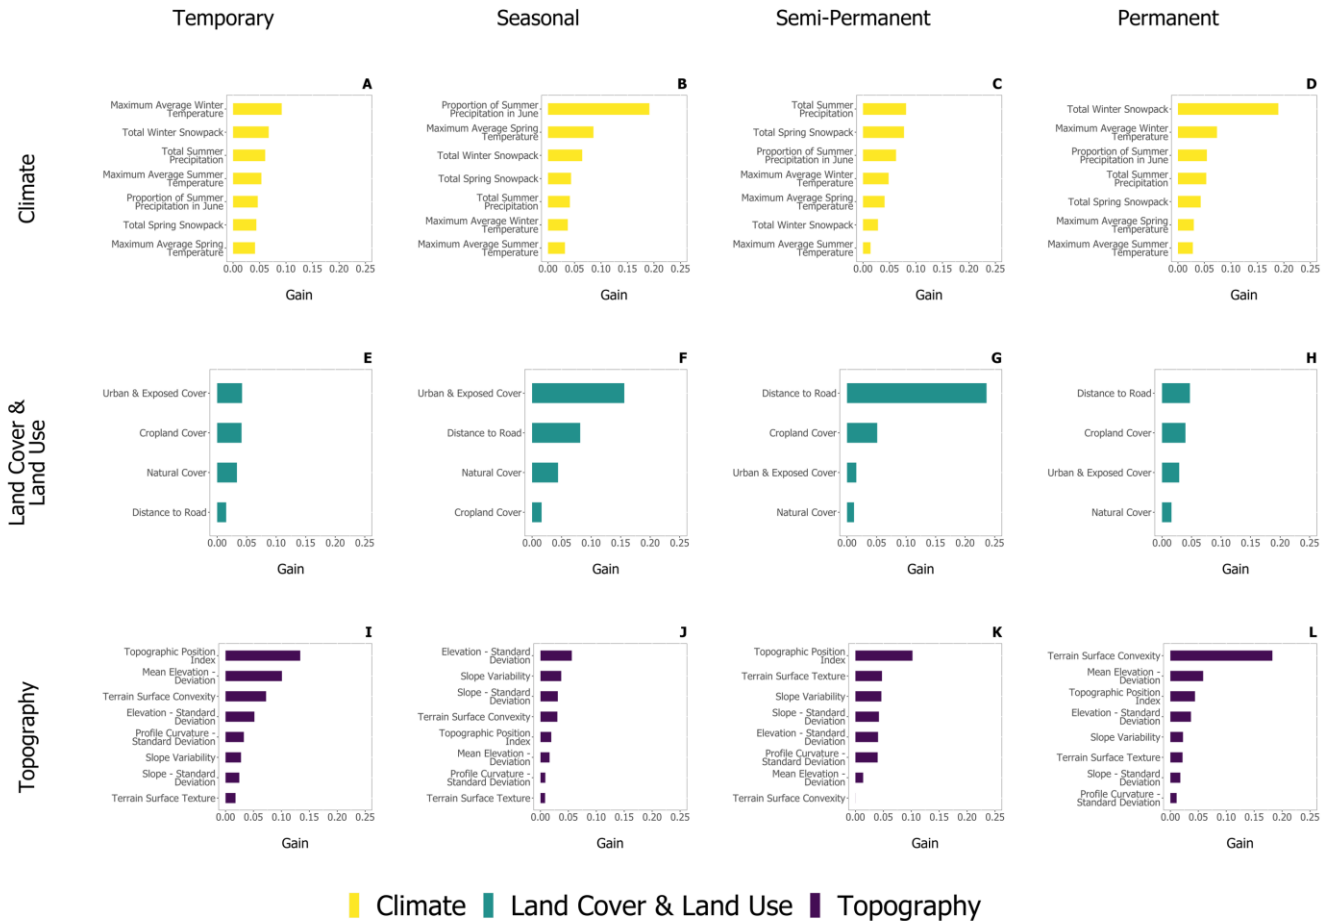 Temporary
Seasonal
Semi-Permanent
Permanent
Climate
A
Maximum Average Winter
Temperature
Total Winter Snowpack
Total Summer
Precipitation
Maximum Average Summer
Temperature
Proportion of Summer
Precipitation in June
Total Spring Snowpack
Maximum Average Spring
Temperature
0.00 0.05 0.10 0.15 0.20 0.25
Gain
B
Proportion of Summer
Precipitation in June
Maximum Average Spring
Temperature
Total Winter Snowpack
Total Spring Snowpack
Total Summer
Precipitation
Maximum Average Winter
Temperature
Maximum Average Summer
Temperature
0.00 0.05 0.10 0.15 0.20 0.25
Gain
C
Total Summer
Precipitation
Total Spring Snowpack
Proportion of Summer
Precipitation in June
Maximum Average Winter
Temperature
Maximum Average Spring
Temperature
Total Winter Snowpack
Maximum Average Summer
Temperature
0.00 0.05 0.10 0.15 0.20 0.25
Gain
D
Total Winter Snowpack
Maximum Average Winter
Temperature
Proportion of Summer
Precipitation in June
Total Summer
Precipitation
Total Spring Snowpack
Maximum Average Spring
Temperature
Maximum Average Summer
Temperature
0.00 0.05 0.10 0.15 0.20 0.25
Gain
Land Cover &
Land Use
E
Urban & Exposed Cover
Cropland Cover
Natural Cover
Distance to Road
0.00 0.05 0.10 0.15 0.20 0.25
Gain
F
Urban & Exposed Cover
Distance to Road
Natural Cover
Cropland Cover
0.00 0.05 0.10 0.15 0.20 0.25
Gain
G
Distance to Road
Cropland Cover
Urban & Exposed Cover
Natural Cover
0.00 0.05 0.10 0.15 0.20 0.25
Gain
H
Distance to Road
Cropland Cover
Urban & Exposed Cover
Natural Cover
0.00 0.05 0.10 0.15 0.20 0.25
Gain
Topography
I
Topographic Position
Index
Mean Elevation -
Deviation
Terrain Surface Convexity
Elevation - Standard
Deviation
Profile Curvature -
Standard Deviation
Slope Variability
Slope - Standard
Deviation
Terrain Surface Texture
0.00 0.05 0.10 0.15 0.20 0.25
Gain
J
Elevation - Standard
Deviation
Slope Variability
Slope - Standard
Deviation
Terrain Surface Convexity
Topographic Position
Index
Mean Elevation -
Deviation
Profile Curvature -
Standard Deviation
Terrain Surface Texture
0.00 0.05 0.10 0.15 0.20 0.25
Gain
K
Topographic Position
Index
Terrain Surface Texture
Slope Variability
Slope - Standard
Deviation
Elevation - Standard
Deviation
Profile Curvature -
Standard Deviation
Mean Elevation -
Deviation
Terrain Surface Convexity
0.00 0.05 0.10 0.15 0.20 0.25
Gain
L
Terrain Surface Convexity
Mean Elevation -
Deviation
Topographic Position
Index
Elevation - Standard
Deviation
Slope Variability
Terrain Surface Texture
Slope - Standard
Deviation
Profile Curvature -
Standard Deviation
0.00 0.05 0.10 0.15 0.20 0.25
Gain
Climate Land Cover & Land Use Topography